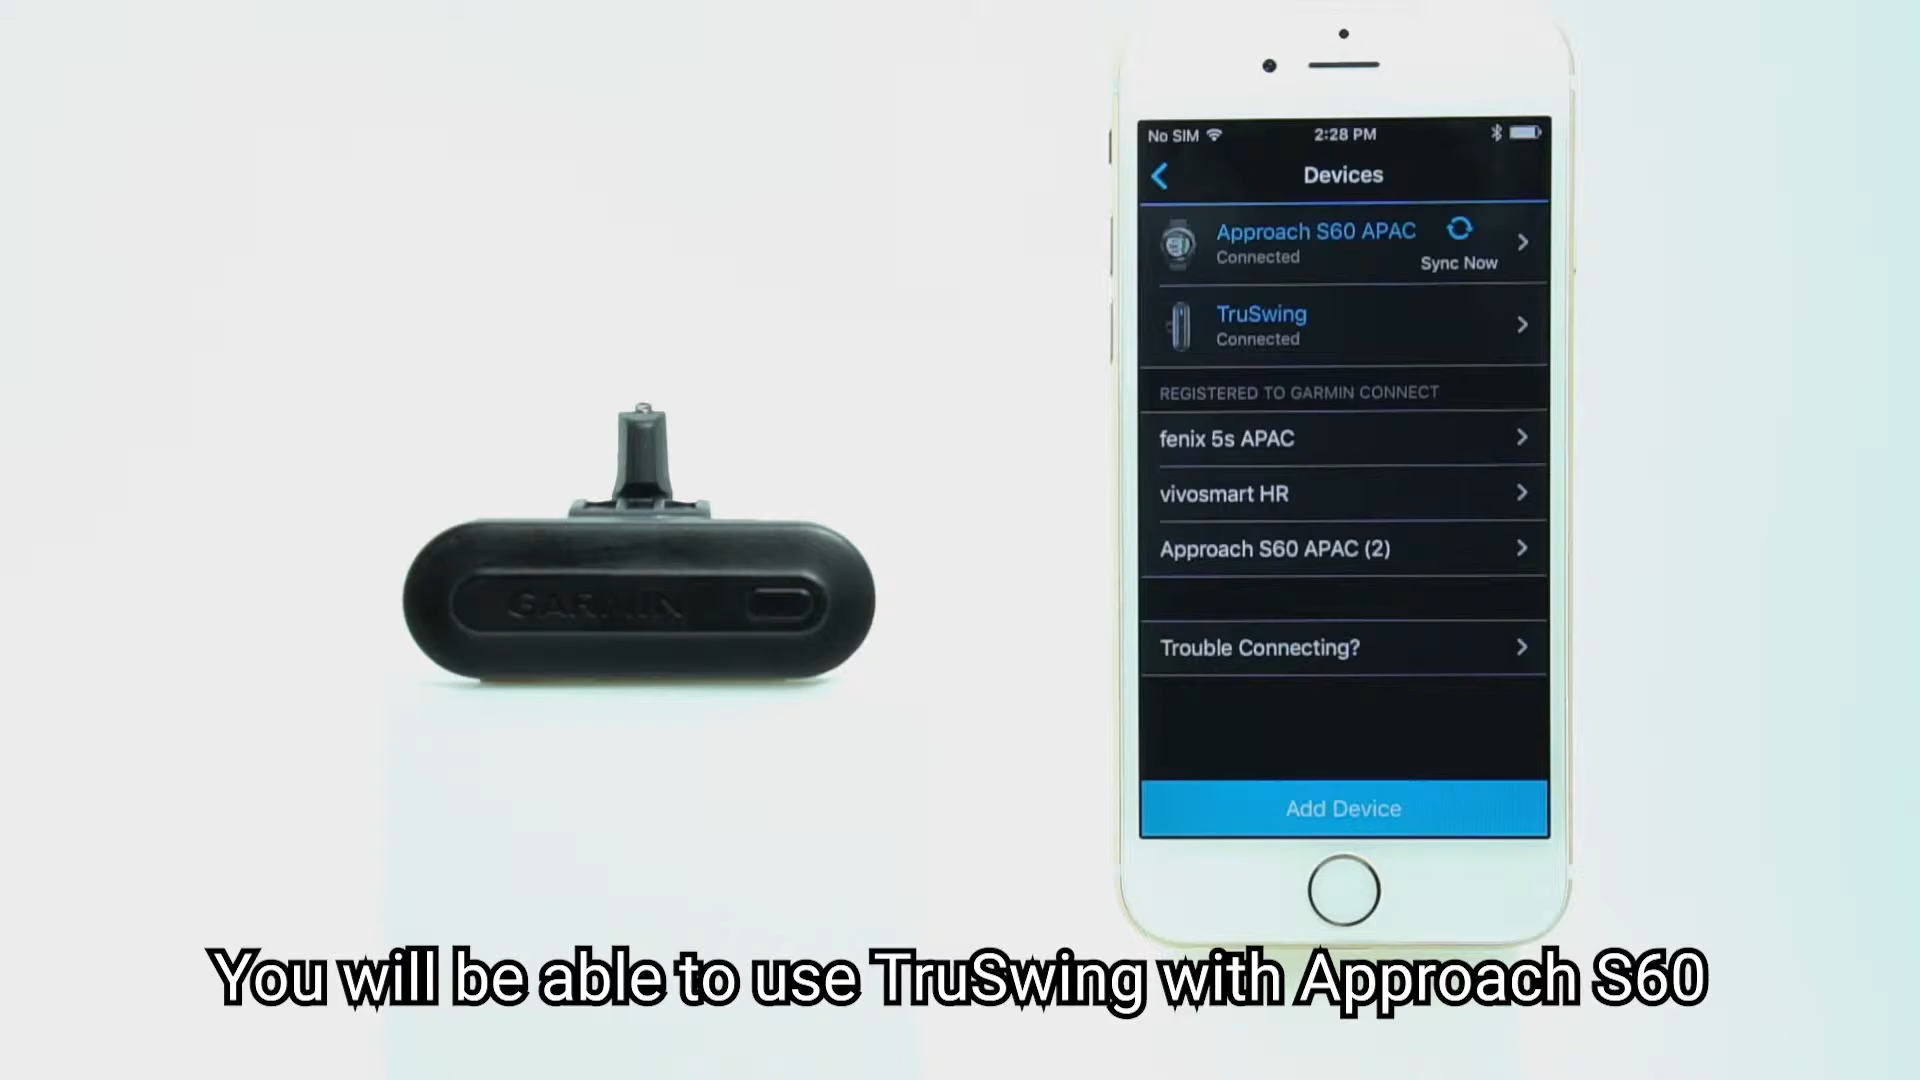 No SIM
2:28 PM
Devices
Approach S60 APAC
Connected
Sync Now
TruSwing
Connected
REGISTERED TO GARMIN CONNECT
fenix 5s APAC
vivosmart HR
Approach S60 APAC (2)
Trouble Connecting?
Add Device
GARMIN
You will be able to use TruSwing with Approach S60